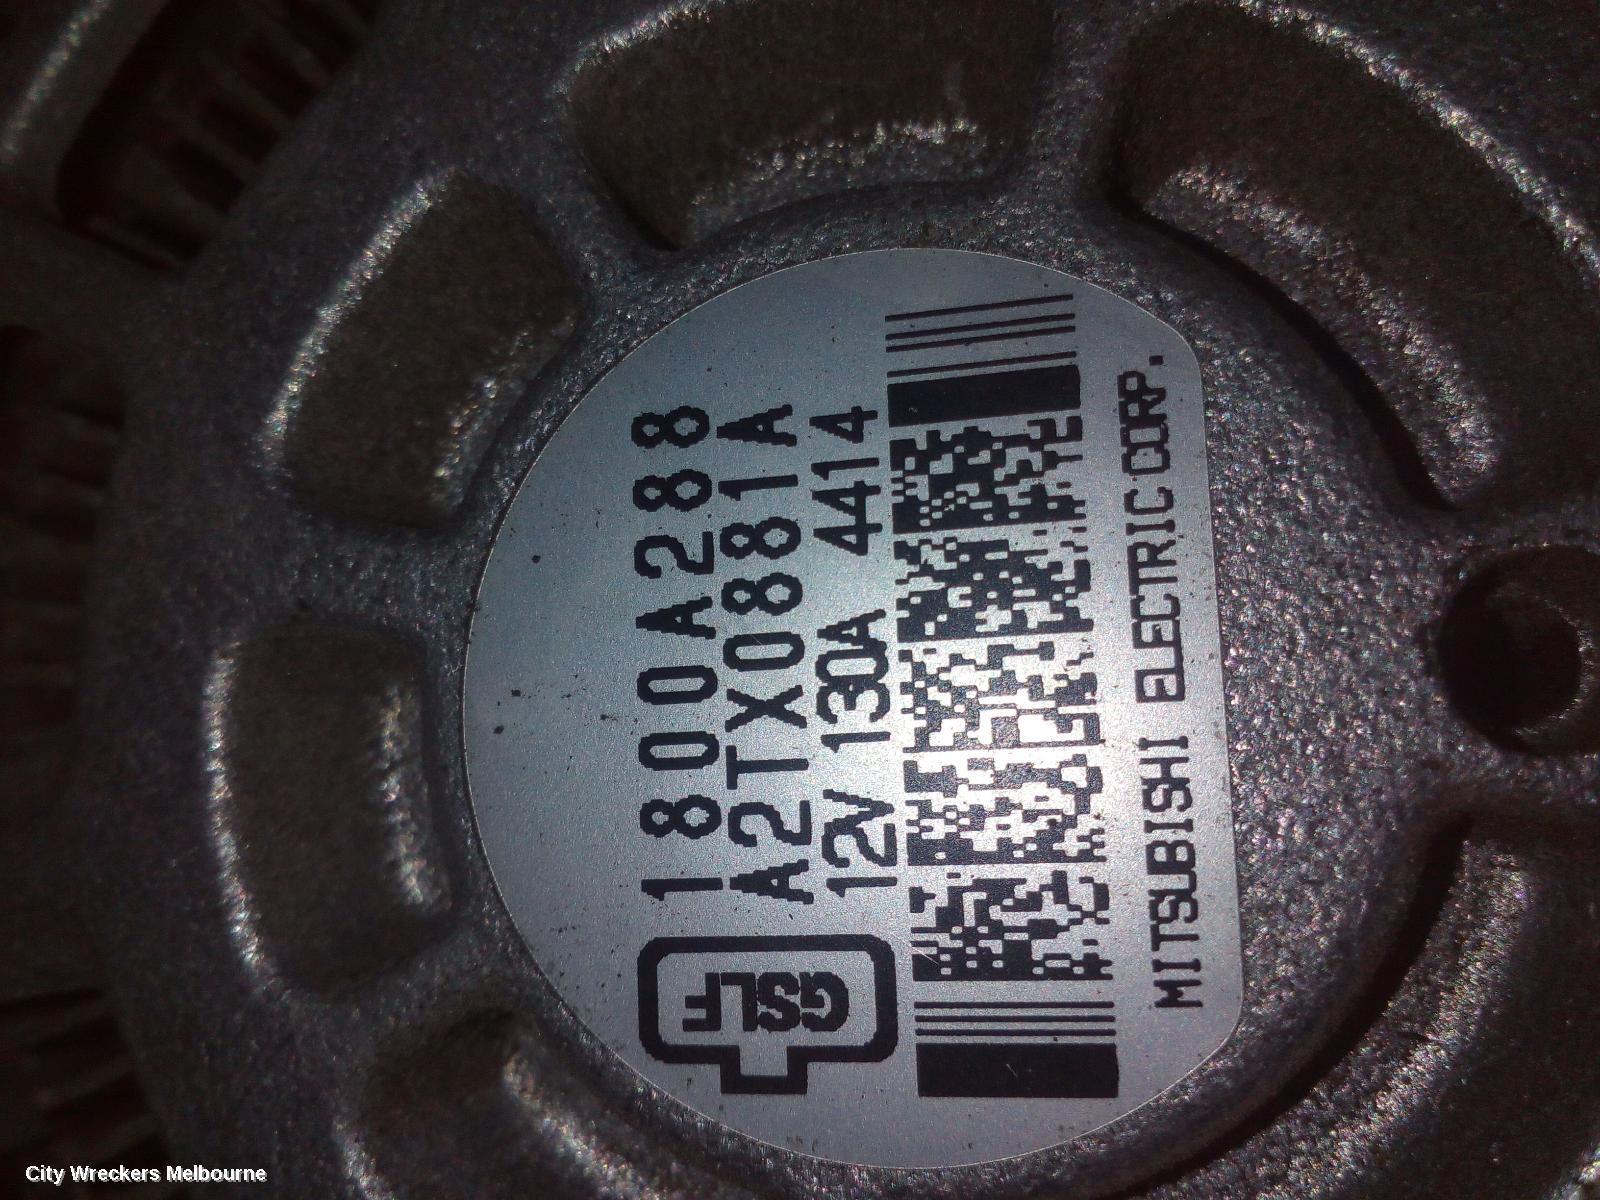 1800A288
A2TX0881A
12V 130A 4414
GSLF
MITSUBISHI ELECTRIC CORP.
City Wreckers Melbourne